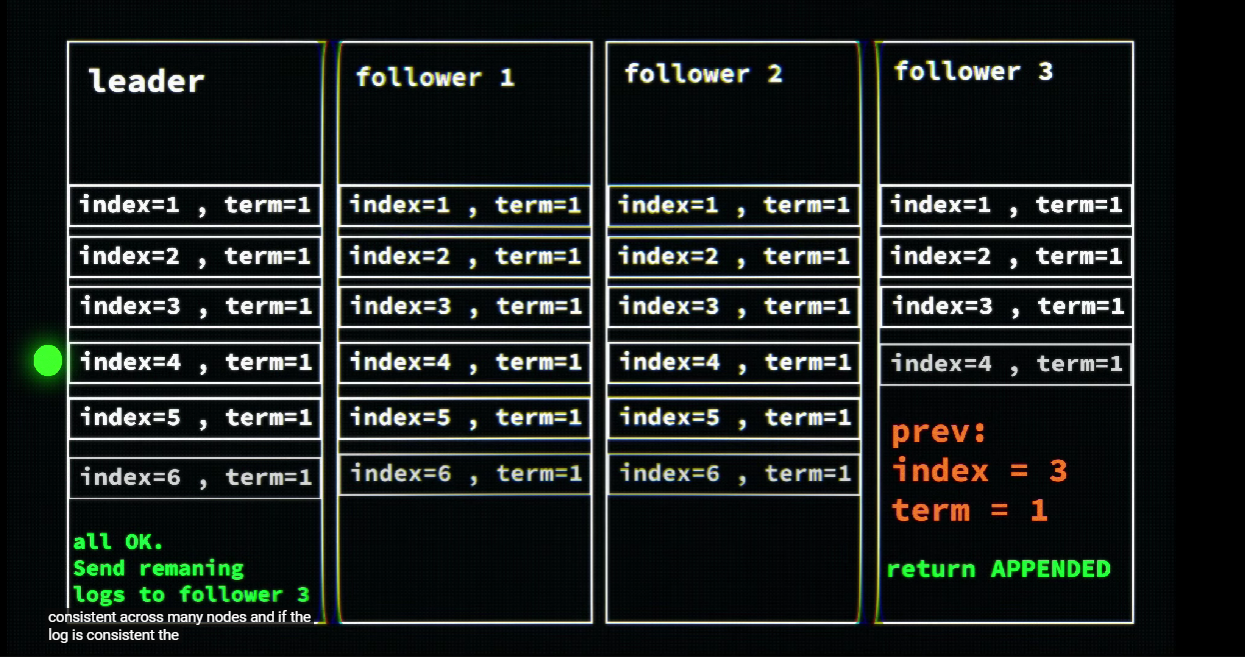 leader
index=1 , term=1
index=2 , term=1
index=3 , term=1
index=4 , term=1
index=5 , term=1
index=6 , term=1
all OK.
Send remaning
logs to follower 3
follower 1
index=1 , term=1
index=2 , term=1
index=3 , term=1
index=4 , term=1
index=5 , term=1
index=6 , term=1
follower 2
index=1 , term=1
index=2 , term=1
index=3 , term=1
index=4 , term=1
index=5 , term=1
index=6 , term=1
follower 3
index=1 , term=1
index=2 , term=1
index=3 , term=1
index=4 , term=1
prev:
index = 3
term = 1
return APPENDED
consistent across many nodes and if the
log is consistent the